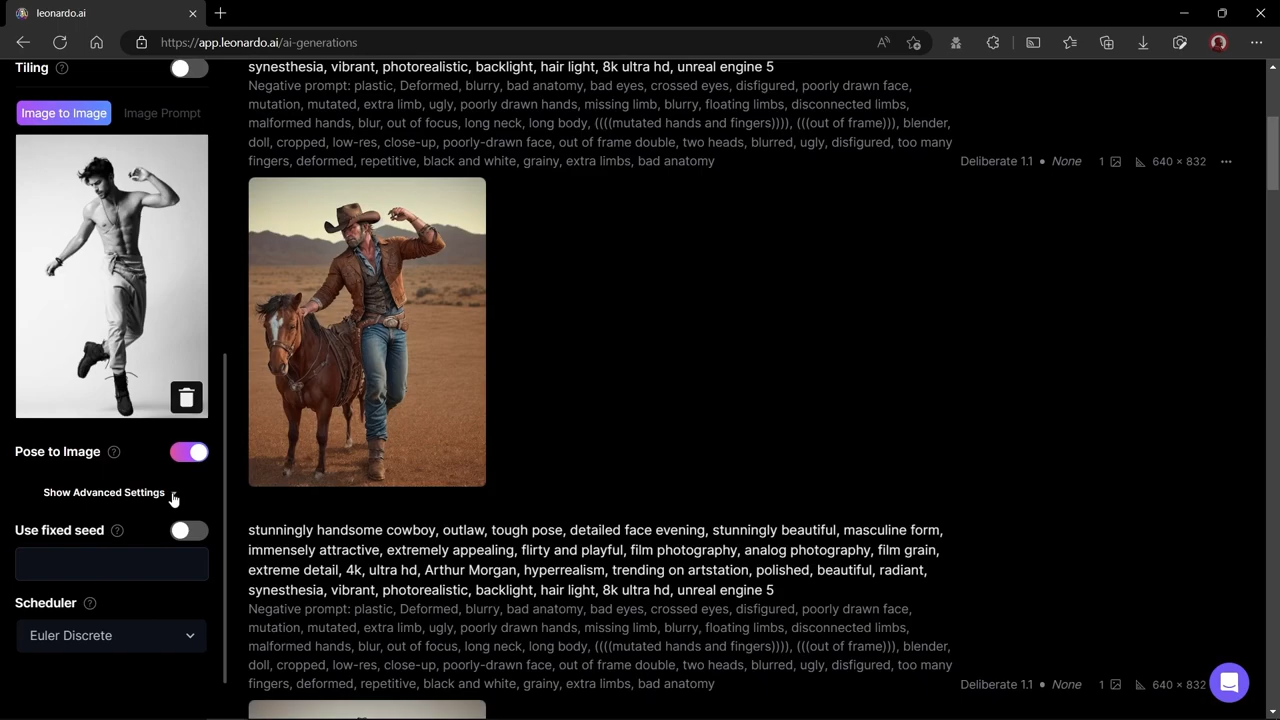 leonardo.ai
https://app.leonardo.ai/ai-generations
Tiling
Image to Image
Image Prompt
Pose to Image
Show Advanced Settings
Use fixed seed
Scheduler
Euler Discrete
synesthesia, vibrant, photorealistic, backlight, hair light, 8k ultra hd, unreal engine 5
Negative prompt: plastic, Deformed, blurry, bad anatomy, bad eyes, crossed eyes, disfigured, poorly drawn face,
mutation, mutated, extra limb, ugly, poorly drawn hands, missing limb, blurry, floating limbs, disconnected limbs,
malformed hands, blur, out of focus, long neck, long body, ((((mutated hands and fingers)))), (((out of frame))), blender,
doll, cropped, low-res, close-up, poorly-drawn face, out of frame double, two heads, blurred, ugly, disfigured, too many
fingers, deformed, repetitive, black and white, grainy, extra limbs, bad anatomy
Deliberate 1.1 • None 1 640 × 832
stunningly handsome cowboy, outlaw, tough pose, detailed face evening, stunningly beautiful, masculine form,
immensely attractive, extremely appealing, flirty and playful, film photography, analog photography, film grain,
extreme detail, 4k, ultra hd, Arthur Morgan, hyperrealism, trending on artstation, polished, beautiful, radiant,
synesthesia, vibrant, photorealistic, backlight, hair light, 8k ultra hd, unreal engine 5
Negative prompt: plastic, Deformed, blurry, bad anatomy, bad eyes, crossed eyes, disfigured, poorly drawn face,
mutation, mutated, extra limb, ugly, poorly drawn hands, missing limb, blurry, floating limbs, disconnected limbs,
malformed hands, blur, out of focus, long neck, long body, ((((mutated hands and fingers)))), (((out of frame))), blender,
doll, cropped, low-res, close-up, poorly-drawn face, out of frame double, two heads, blurred, ugly, disfigured, too many
fingers, deformed, repetitive, black and white, grainy, extra limbs, bad anatomy
Deliberate 1.1 • None 1 640 × 832